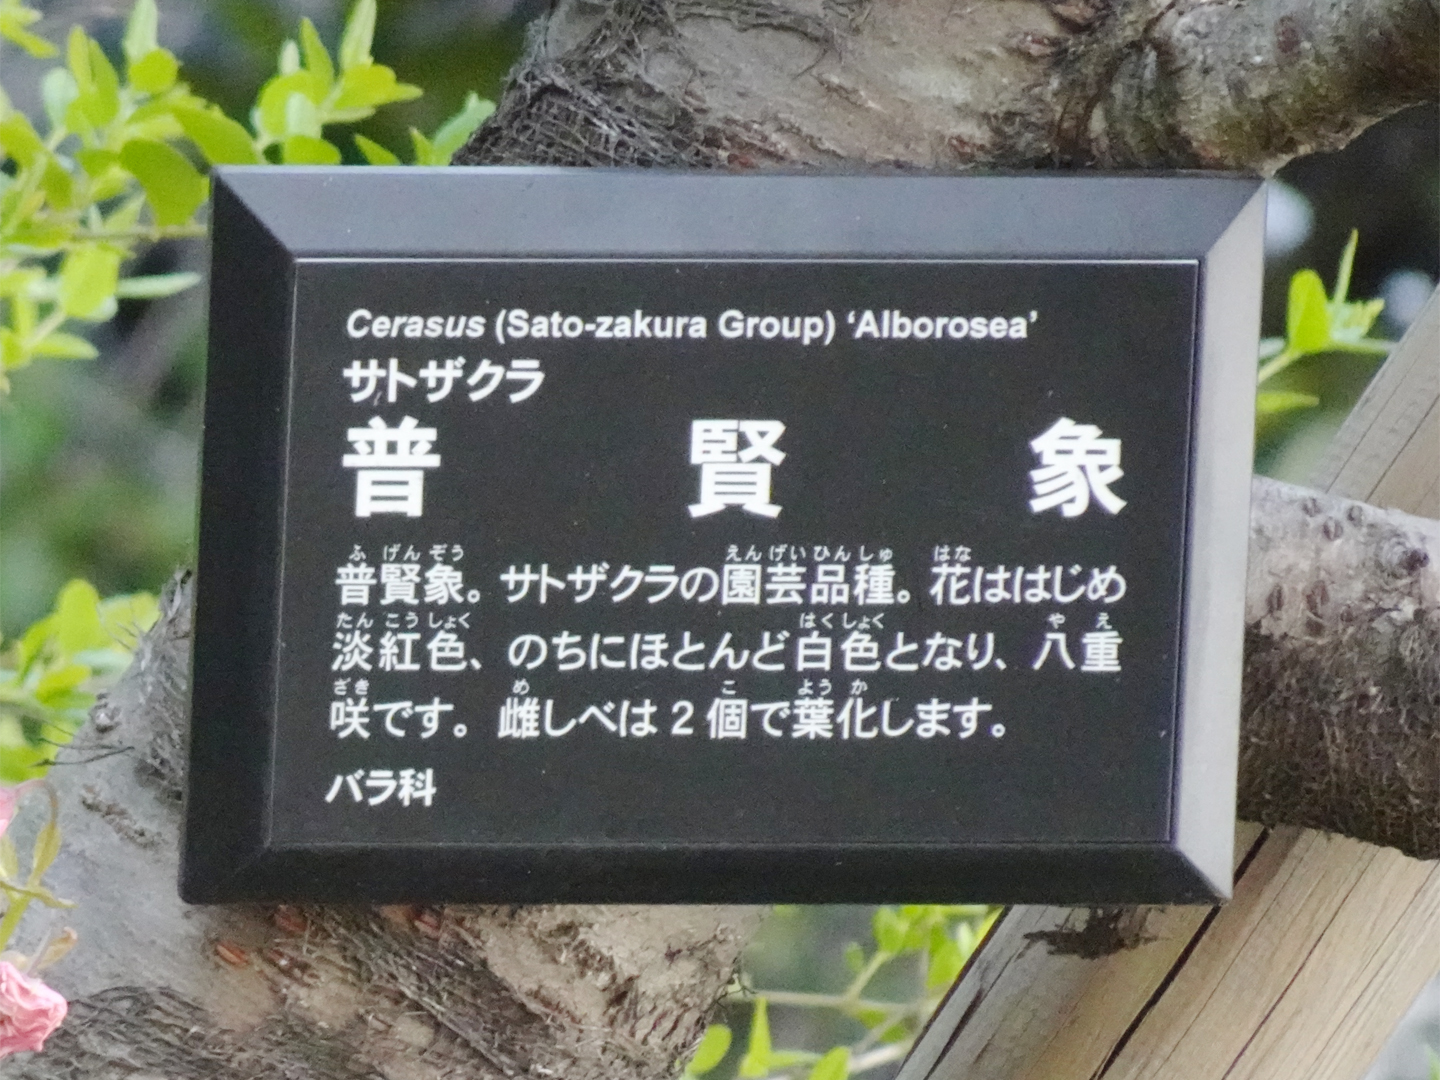 Cerasus (Sato-zakura Group) ‘Alborosea’
サトザクラ
普賢象
ふ げん ぞう えん げい ひん しゅ はな
普賢象。サトザクラの園芸品種。花ははじめ
たん こう しょく はく しょく や え
淡紅色、のちにほとんど白色となり、八重
ざき め こ よう か
咲です。雌しべは2個で葉化します。
バラ科